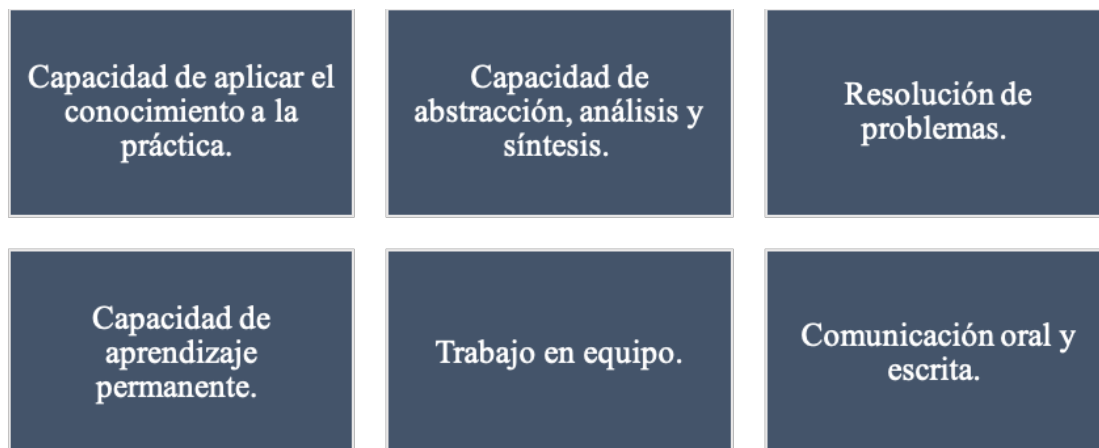 Capacidad de aplicar el
conocimiento a la
práctica.
Capacidad de
abstracción, análisis y
síntesis.
Resolución de
problemas.
Capacidad de
aprendizaje
permanente.
Trabajo en equipo.
Comunicación oral y
escrita.